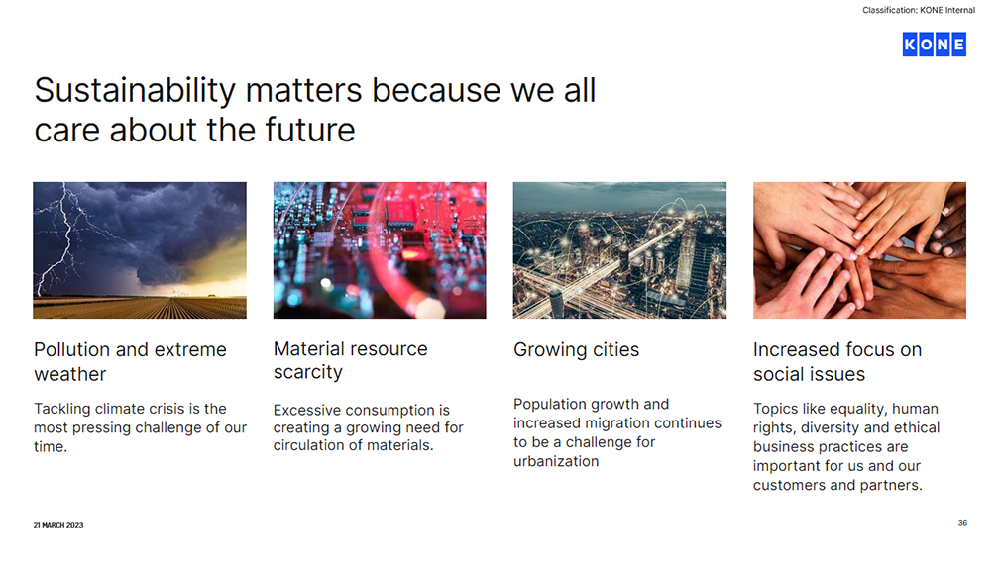 Classification: KONE Internal
KONE
Sustainability matters because we all
care about the future
Pollution and extreme
weather
Tackling climate crisis is the
most pressing challenge of our
time.
Material resource
scarcity
Excessive consumption is
creating a growing need for
circulation of materials.
Growing cities
Population growth and
increased migration continues
to be a challenge for
urbanization
Increased focus on
social issues
Topics like equality, human
rights, diversity and ethical
business practices are
important for us and our
customers and partners.
21 MARCH 2023
36